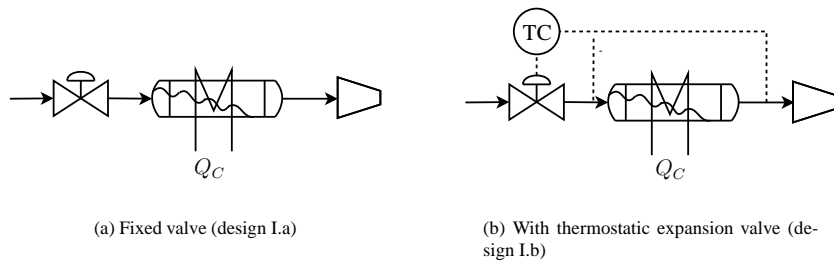 TC
Q_C
Q_C
(a) Fixed valve (design I.a)
(b) With thermostatic expansion valve (de-
sign I.b)